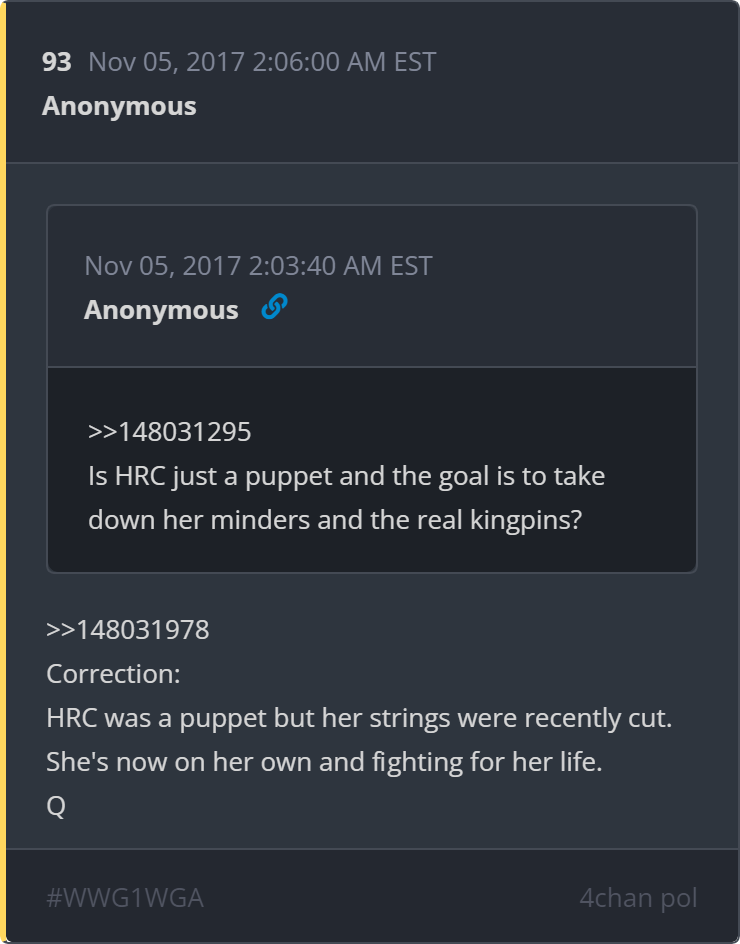 93 Nov 05, 2017 2:06:00 AM EST
Anonymous
Nov 05, 2017 2:03:40 AM EST
Anonymous
>>148031295
Is HRC just a puppet and the goal is to take
down her minders and the real kingpins?
>>148031978
Correction:
HRC was a puppet but her strings were recently cut.
She's now on her own and fighting for her life.
Q
#WWG1WGA 4chan pol